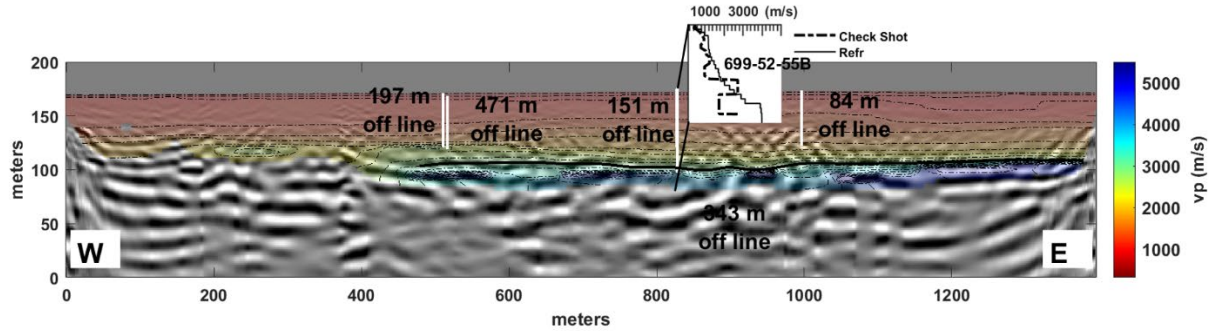 1000 3000 (m/s)
Check Shot
Refr
699-52-55B
200
150
100
50
0
meters
197 m
off line
471 m
off line
151 m
off line
84 m
off line
843 m
off line
W
E
0
200
400
600
800
1000
1200
meters
5000
4000
3000
2000
1000
vp (m/s)